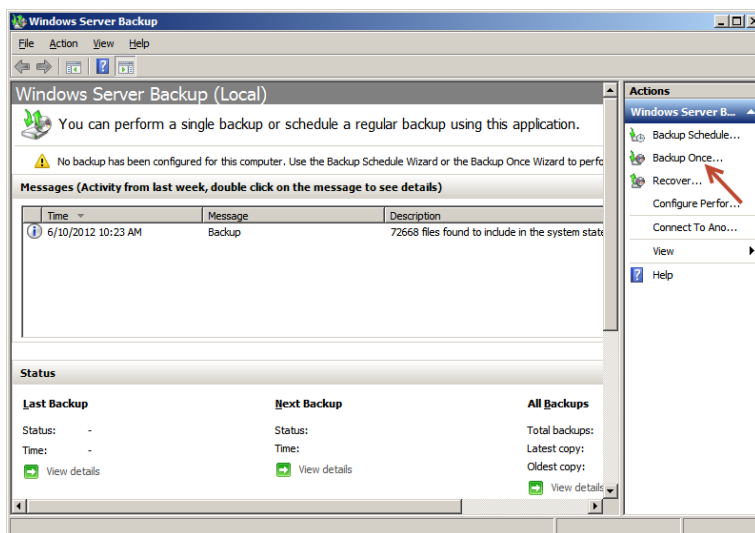 Windows Server Backup
File Action View Help
Windows Server Backup (Local)
You can perform a single backup or schedule a regular backup using this application.
No backup has been configured for this computer. Use the Backup Schedule Wizard or the Backup Once Wizard to perfo
Messages (Activity from last week, double click on the message to see details)
Time Message Description
6/10/2012 10:23 AM Backup 72668 files found to include in the system state
Status
Last Backup Next Backup All Backups
Status: - Status: Total backups:
Time: - Time: Latest copy:
View details View details Oldest copy:
View details
Actions
Windows Server B...
Backup Schedule...
Backup Once...
Recover...
Configure Perfor...
Connect To Ano...
View
Help